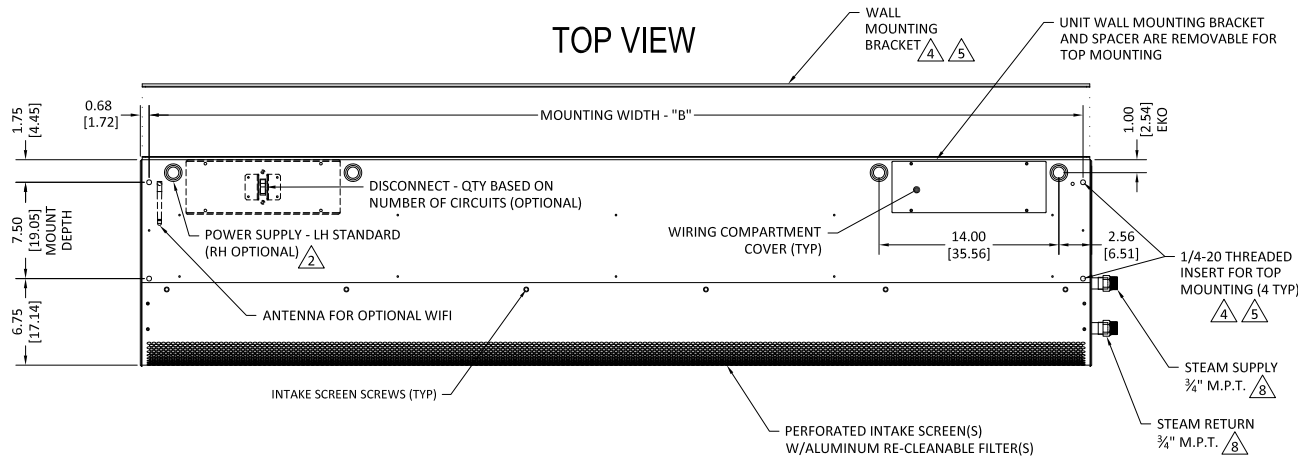 TOP VIEW
WALL
MOUNTING
BRACKET 4 5
UNIT WALL MOUNTING BRACKET
AND SPACER ARE REMOVABLE FOR
TOP MOUNTING
1.75
[4.45]
0.68
[1.72]
MOUNTING WIDTH - "B"
1.00
[2.54]
EKO
DISCONNECT - QTY BASED ON
NUMBER OF CIRCUITS (OPTIONAL)
7.50
[19.05]
MOUNT
DEPTH
POWER SUPPLY - LH STANDARD
(RH OPTIONAL) 2
WIRING COMPARTMENT
COVER (TYP)
14.00
[35.56]
2.56
[6.51]
1/4-20 THREADED
INSERT FOR TOP
MOUNTING (4 TYP)
4 5
6.75
[17.14]
ANTENNA FOR OPTIONAL WIFI
INTAKE SCREEN SCREWS (TYP)
STEAM SUPPLY
¾" M.P.T. 8
PERFORATED INTAKE SCREEN(S)
W/ALUMINUM RE-CLEANABLE FILTER(S)
STEAM RETURN
¾" M.P.T. 8